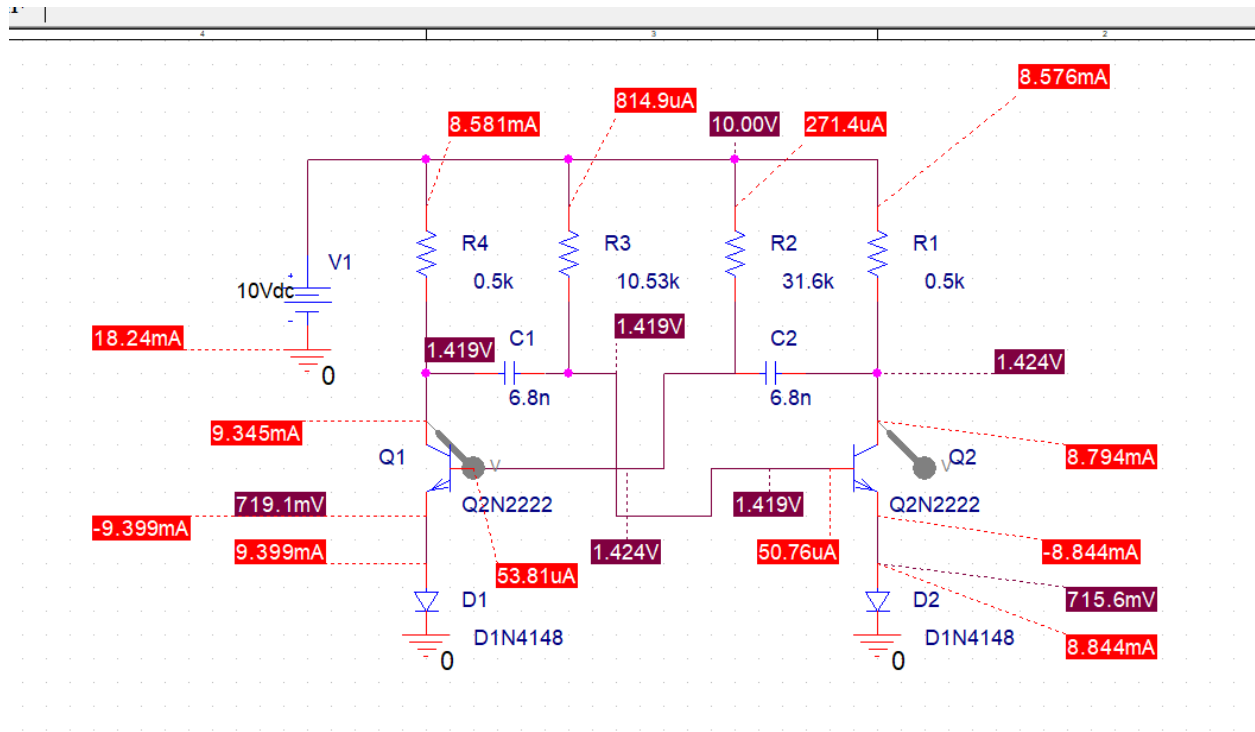 4
3
2
8.576mA
814.9uA
8.581mA
10.00V
271.4uA
R4
R3
R2
R1
V1
0.5k
10.53k
31.6k
0.5k
+
10Vdc
-
18.24mA
0
1.419V
C1
1.419V
C2
1.424V
6.8n
6.8n
9.345mA
Q1
V
V
Q2
8.794mA
Q2N2222
Q2N2222
719.1mV
1.419V
-9.399mA
9.399mA
1.424V
50.76uA
-8.844mA
53.81uA
D1
D2
715.6mV
D1N4148
D1N4148
8.844mA
0
0